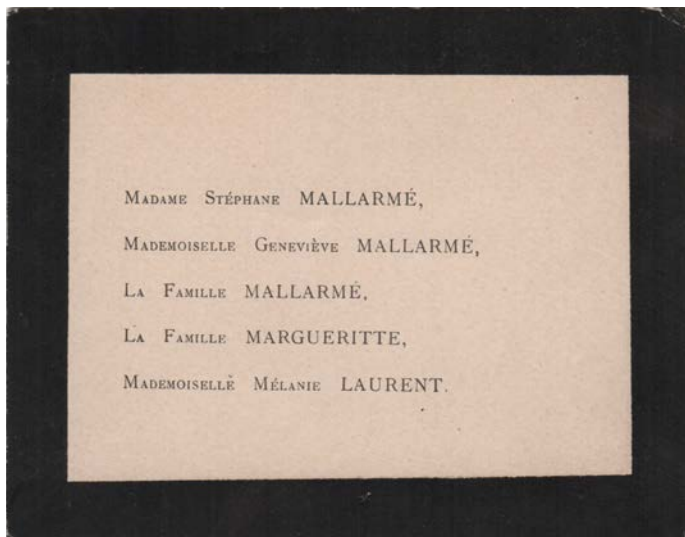 Madame Stéphane MALLARMÉ,
Mademoiselle Geneviève MALLARMÉ,
La Famille MALLARMÉ,
La Famille MARGUERITTE,
Mademoiselle Mélanie LAURENT.